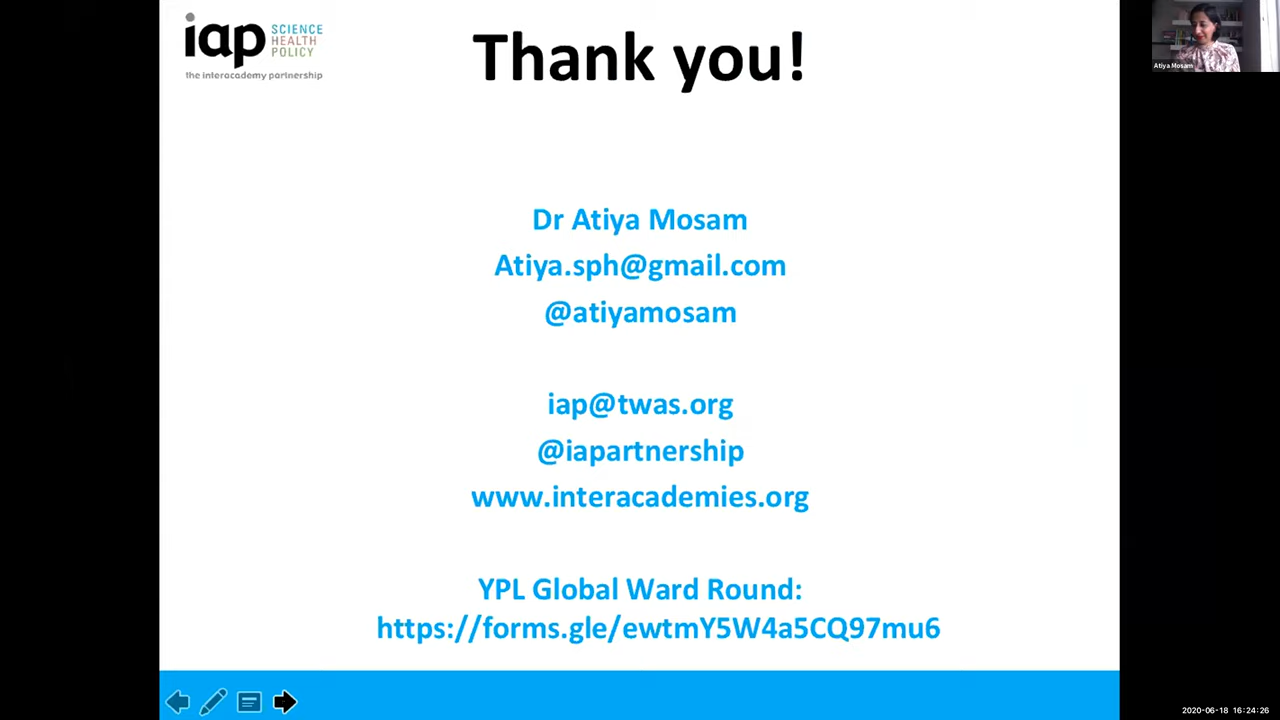 iap SCIENCE
HEALTH
POLICY
the interacademy partnership
Thank you!
Atiya Mosam
Dr Atiya Mosam
Atiya.sph@gmail.com
@atiyamosam
iap@twas.org
@iapartnership
www.interacademies.org
YPL Global Ward Round:
https://forms.gle/ewtmY5W4a5CQ97mu6
2020-06-18 16:24:26